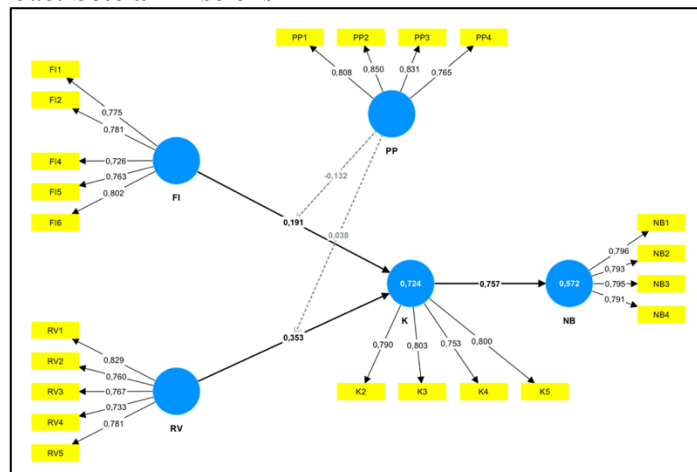 PP1 PP2 PP3 PP4
0,808 0,850 0,831 0,765
PP
FI1
FI2
FI4
FI5
FI6
0,775
0,781
0,726
0,763
0,802
FI
-0,132
0,191
0,038
0,353
0,724
K
0,757
0,572
NB
0,796
0,793
0,795
0,791
NB1
NB2
NB3
NB4
RV1
RV2
RV3
RV4
RV5
0,829
0,760
0,767
0,733
0,781
RV
0,790 0,803 0,753 0,800
K2 K3 K4 K5